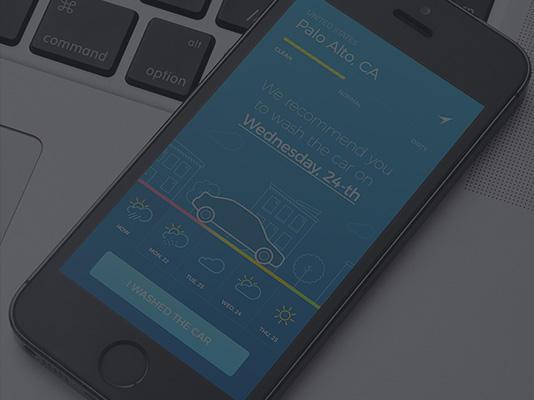 ⌘
command
alt
option
UNITED STATES
Palo Alto, CA
CLEAN
NORMAL
DIRTY
We recommend you
to wash the car on
Wednesday, 24-th
NOW
MON, 22
TUE, 23
WED, 24
THU, 25
I WASHED THE CAR